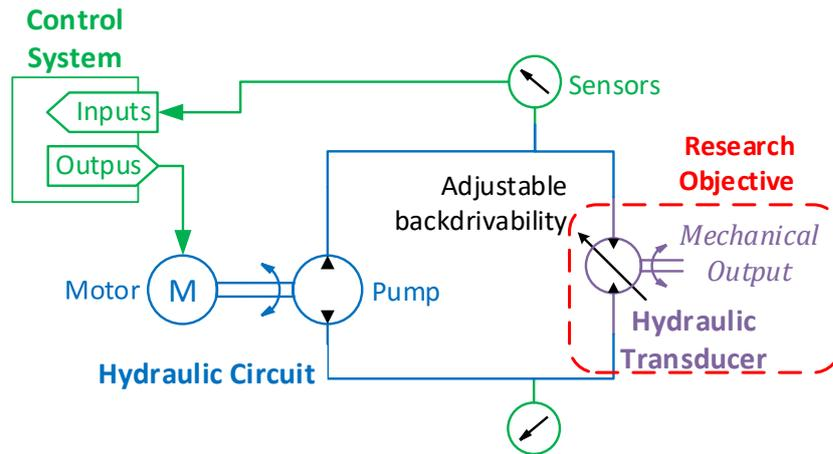 Control
System
Inputs
Outpus
Sensors
Research
Objective
Adjustable
backdrivability
Mechanical
Output
Motor
M
Pump
Hydraulic
Transducer
Hydraulic Circuit